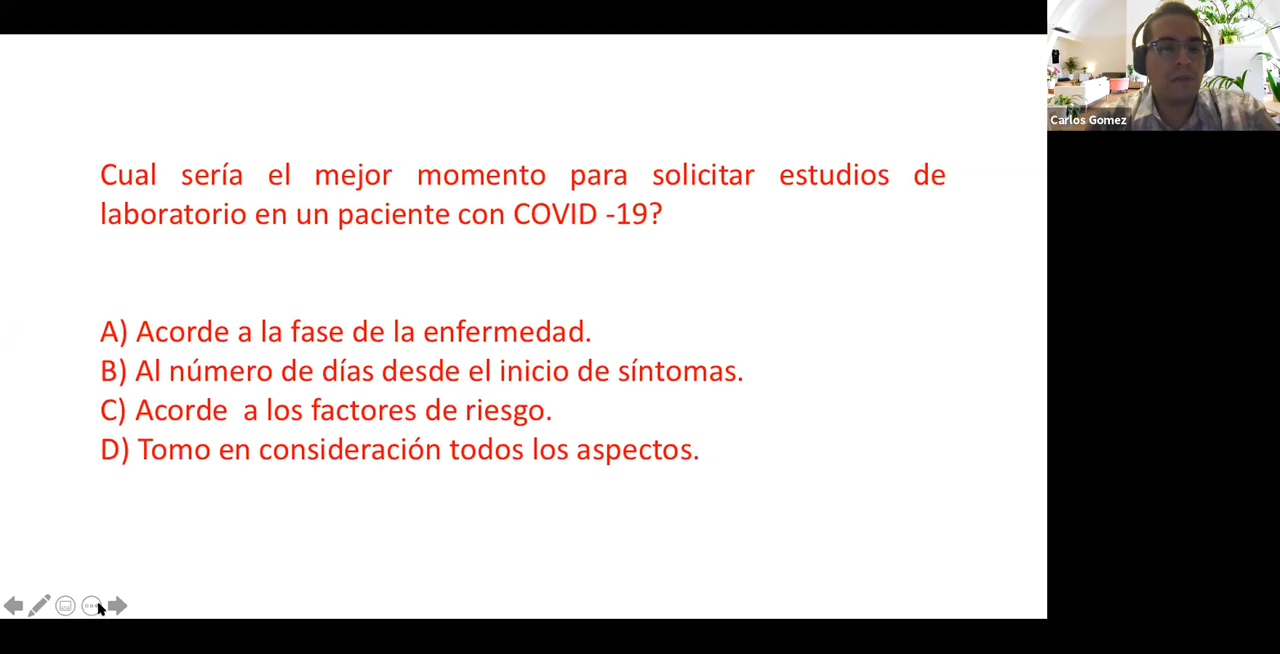 Cual sería el mejor momento para solicitar estudios de
laboratorio en un paciente con COVID -19?
A) Acorde a la fase de la enfermedad.
B) Al número de días desde el inicio de síntomas.
C) Acorde  a los factores de riesgo.
D) Tomo en consideración todos los aspectos.
Carlos Gomez